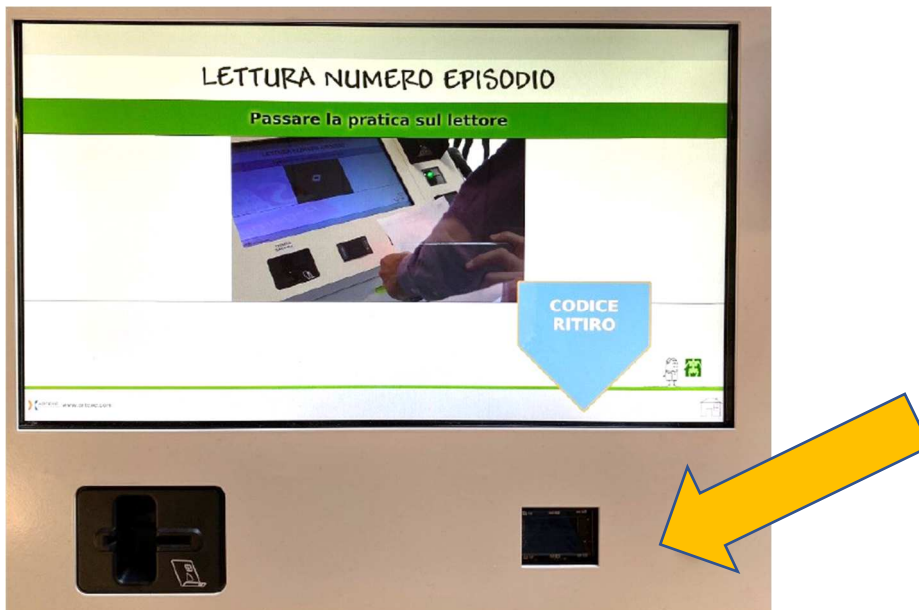 LETTURA NUMERO EPISODIO
Passare la pratica sul lettore
CODICE
RITIRO